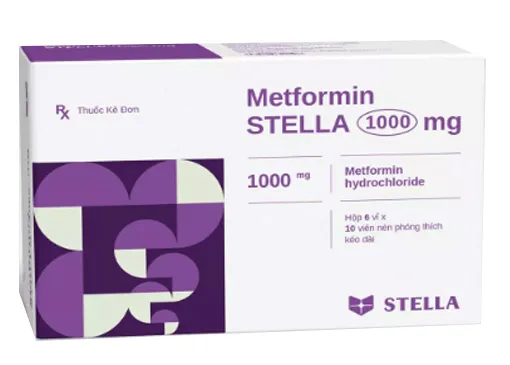 Rx Thuốc Kê Đơn
Metformin
STELLA 1000 mg
1000 mg
Metformin
hydrochloride
Hộp 6 vỉ x
10 viên nén phóng thích
kéo dài
STELLA